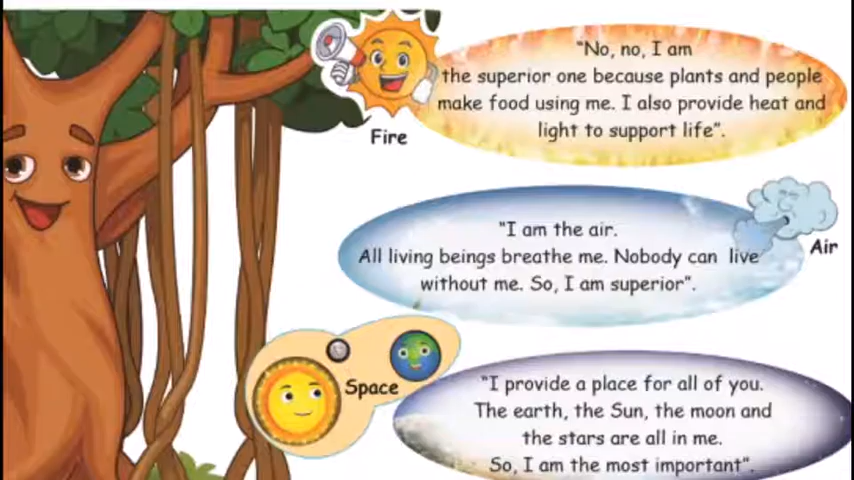 "No, no, I am
the superior one because plants and people
make food using me. I also provide heat and
light to support life".
Fire
"I am the air.
All living beings breathe me. Nobody can live
without me. So, I am superior".
Air
Space
"I provide a place for all of you.
The earth, the Sun, the moon and
the stars are all in me.
So, I am the most important".